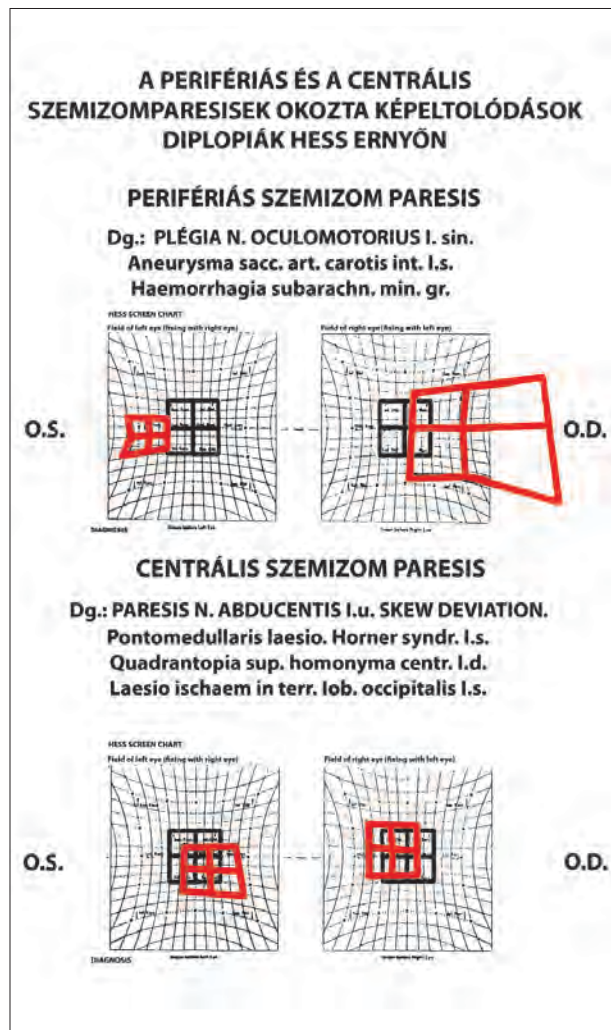 A PERIFÉRIÁS ÉS A CENTRÁLIS
SZEMIZOMPARESISEK OKOZTA KÉPELTOLÓDÁSOK
DIPLOPIÁK HESS ERNYŐN
PERIFÉRIÁS SZEMIZOM PARESIS
Dg.: PLÉGIA N. OCULOMOTORIUS l. sin.
Aneurysma sacc. art. carotis int. l.s.
Haemorrhagia subarachn. min. gr.
HESS SCREEN CHART
Field of left eye (fixing with right eye) Field of right eye (fixing with left eye)
O.S. O.D.
DIAGNOSIS
CENTRÁLIS SZEMIZOM PARESIS
Dg.: PARESIS N. ABDUCENTIS l.u. SKEW DEVIATION.
Pontomedullaris laesio. Horner syndr. l.s.
Quadrantopia sup. homonyma centr. l.d.
Laesio ischaem in terr. lob. occipitalis l.s.
HESS SCREEN CHART
Field of left eye (fixing with right eye) Field of right eye (fixing with left eye)
O.S. O.D.
DIAGNOSIS